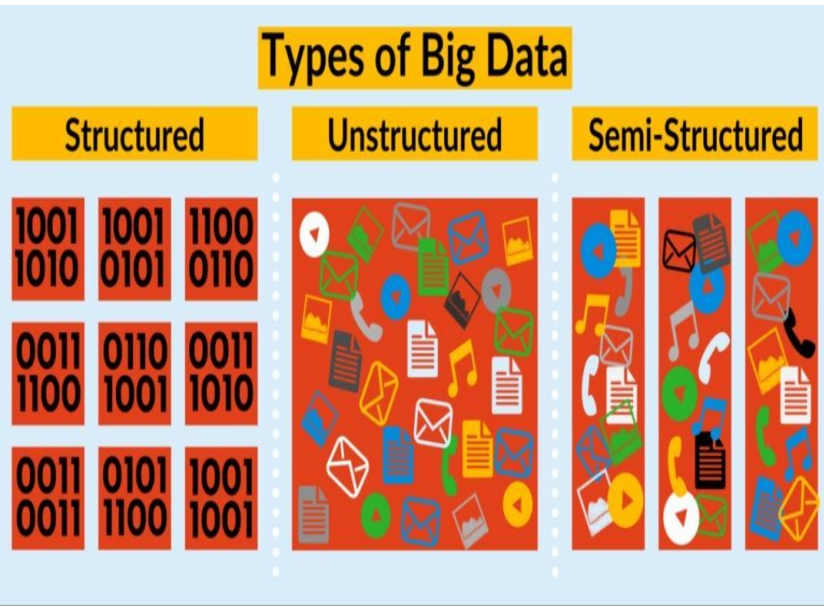 Types of Big Data
Structured
Unstructured
Semi-Structured
1001 1001 1100
1010 0101 0110
0011 0110 0011
1100 1001 1010
0011 0101 1001
0011 1100 1001